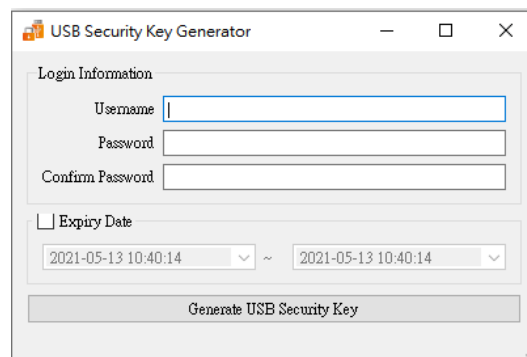 USB Security Key Generator
Login Information
Username
Password
Confirm Password
Expiry Date
2021-05-13 10:40:14 ~ 2021-05-13 10:40:14
Generate USB Security Key